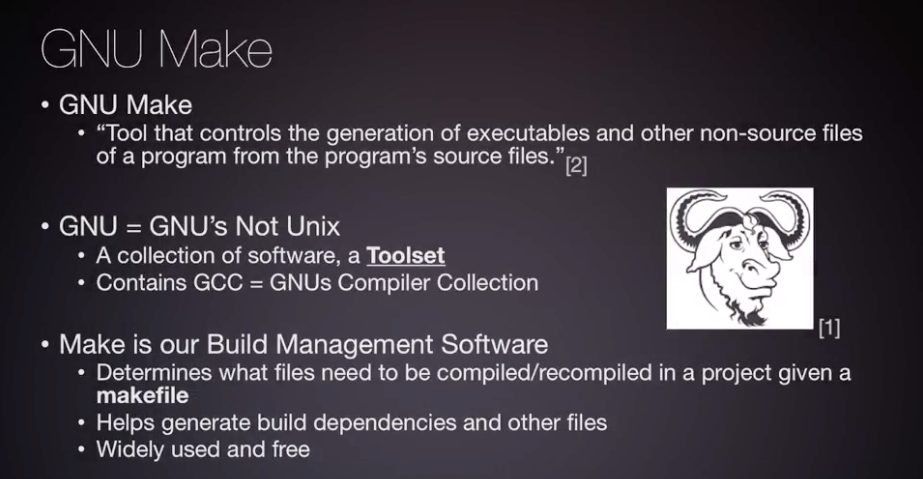 GNU Make
• GNU Make
• “Tool that controls the generation of executables and other non-source files
of a program from the program’s source files.”[2]
• GNU = GNU’s Not Unix
• A collection of software, a Toolset
• Contains GCC = GNUs Compiler Collection
[1]
• Make is our Build Management Software
• Determines what files need to be compiled/recompiled in a project given a
makefile
• Helps generate build dependencies and other files
• Widely used and free